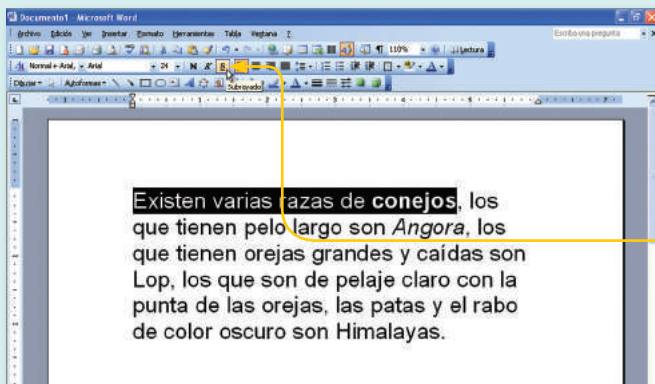 Documento1 - Microsoft Word
Archivo Edición Ver Insertar Formato Herramientas Tabla Ventana ?
Escriba una pregunta
110%
Lectura
Normal + Arial, Arial 24 N K S
Dibujar Autoformas
Subrayado
Existen varias razas de conejos, los
que tienen pelo largo son Angora, los
que tienen orejas grandes y caídas son
Lop, los que son de pelaje claro con la
punta de las orejas, las patas y el rabo
de color oscuro son Himalayas.